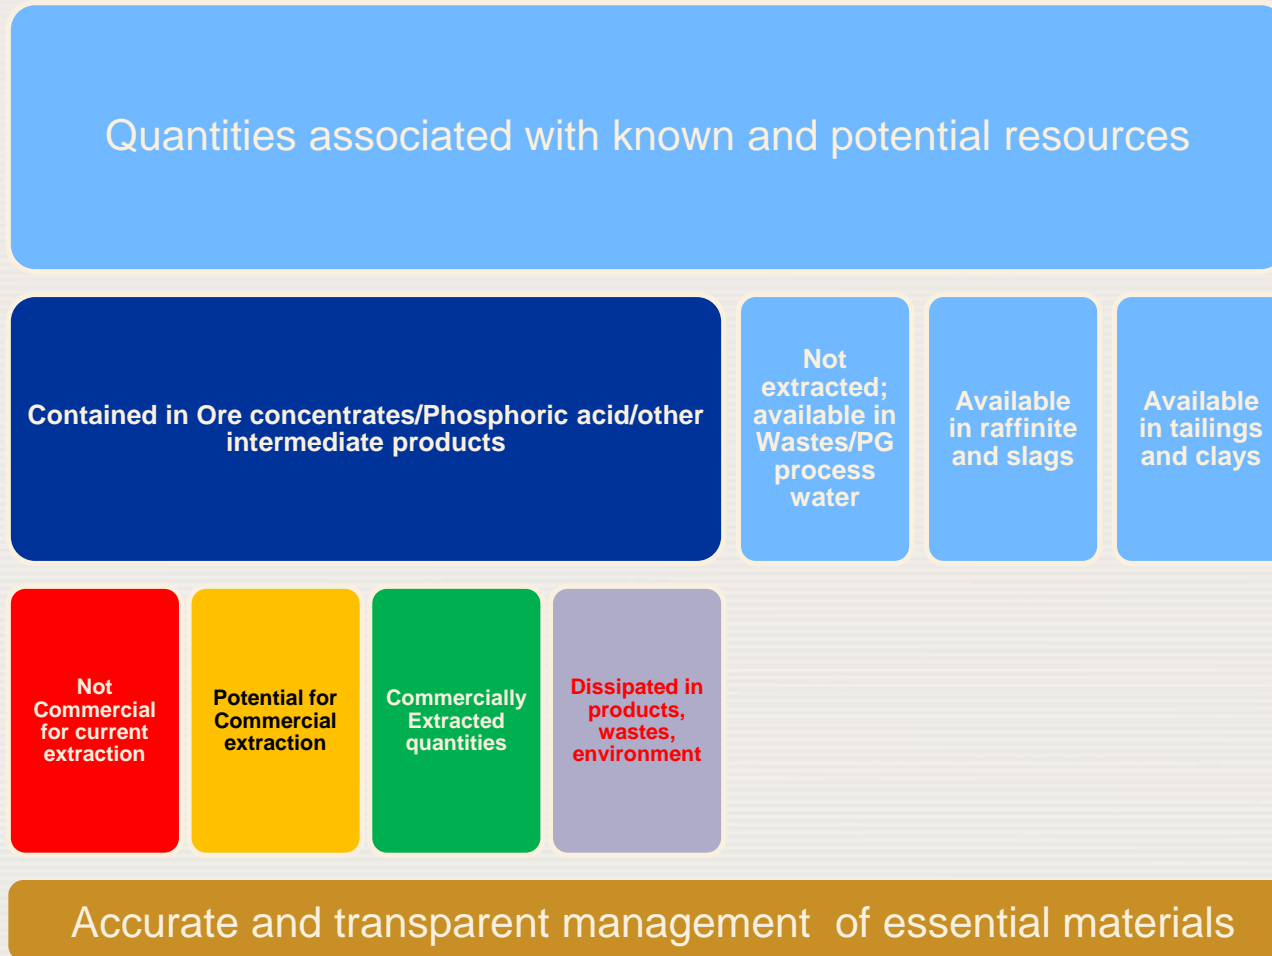 Quantities associated with known and potential resources
Contained in Ore concentrates/Phosphoric acid/other
intermediate products
Not
extracted;
available in
Wastes/PG
process
water
Available
in raffinite
and slags
Available
in tailings
and clays
Not
Commercial
for current
extraction
Potential for
Commercial
extraction
Commercially
Extracted
quantities
Dissipated in
products,
wastes,
environment
Accurate and transparent management  of essential materials